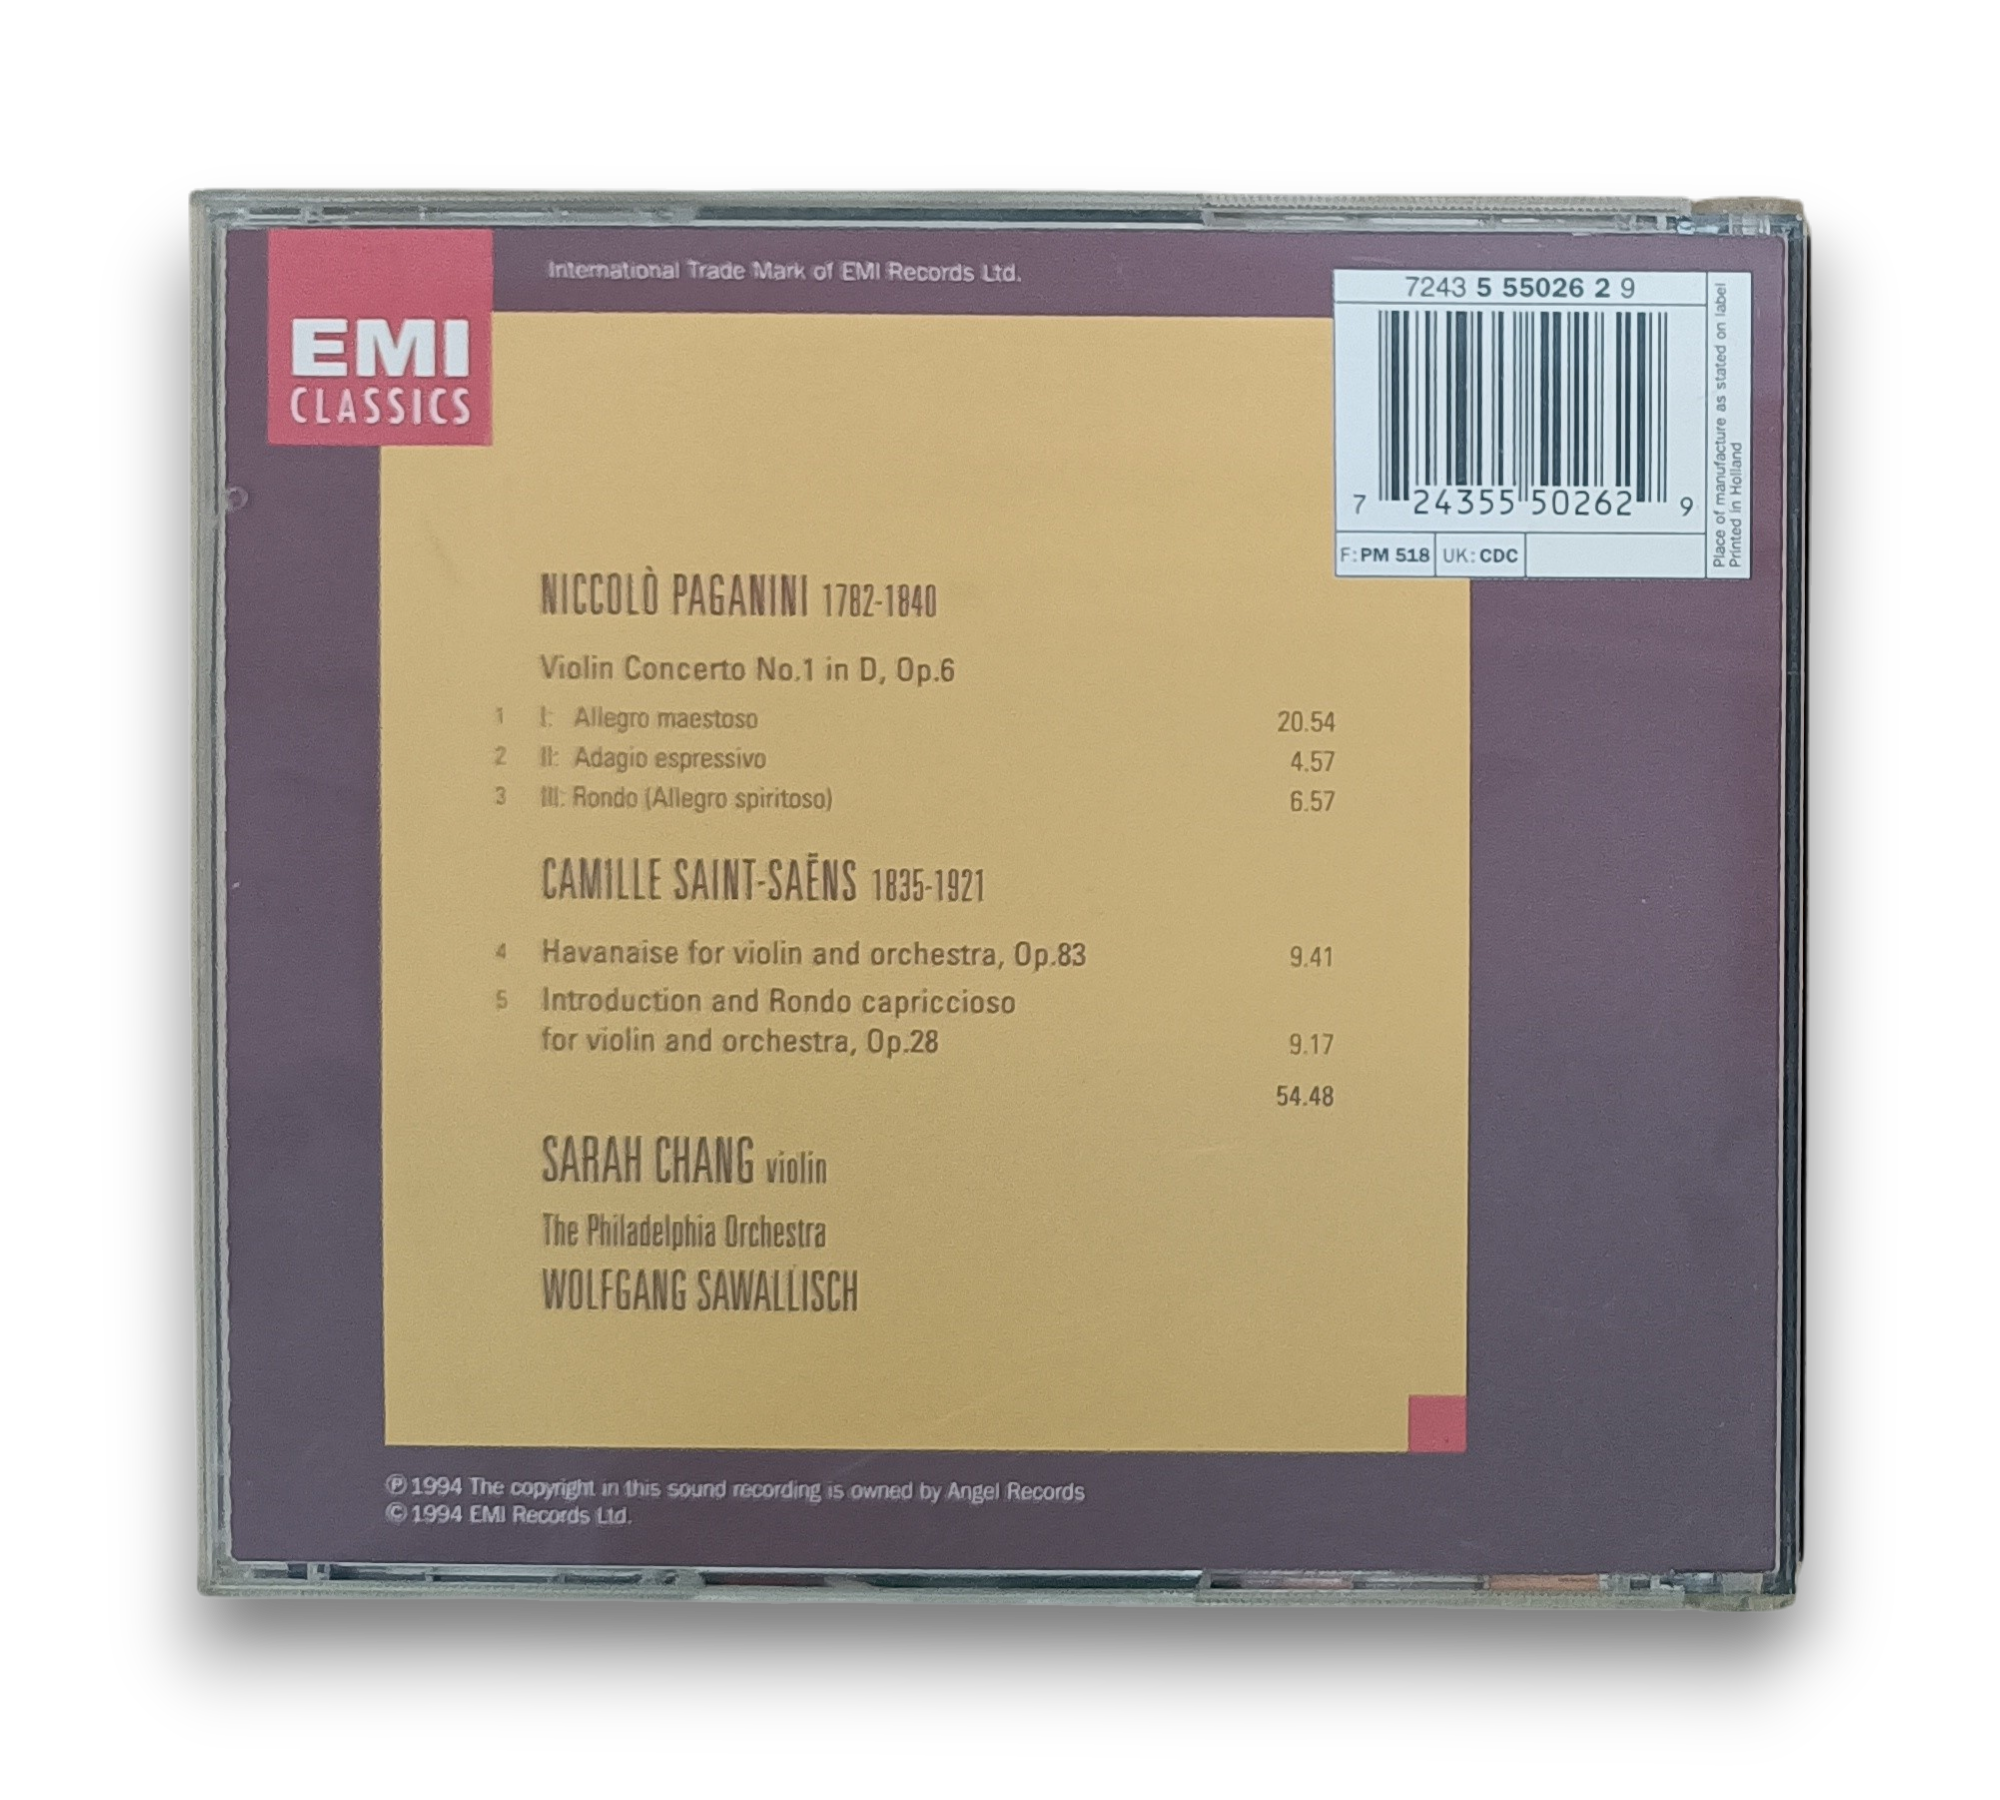 International Trade Mark of EMI Records Ltd.
EMI
CLASSICS
7243 5 55026 2 9
7 24355 50262 9
F: PM 518 UK: CDC
Place of manufacture as stated on label
Printed in Holland
NICCOLÒ PAGANINI 1782-1840
Violin Concerto No.1 in D, Op.6
1 I: Allegro maestoso 20.54
2 II: Adagio espressivo 4.57
3 III: Rondo (Allegro spiritoso) 6.57
CAMILLE SAINT-SAËNS 1835-1921
4 Havanaise for violin and orchestra, Op.83 9.41
5 Introduction and Rondo capriccioso
for violin and orchestra, Op.28 9.17
54.48
SARAH CHANG violin
The Philadelphia Orchestra
WOLFGANG SAWALLISCH
℗ 1994 The copyright in this sound recording is owned by Angel Records
© 1994 EMI Records Ltd.